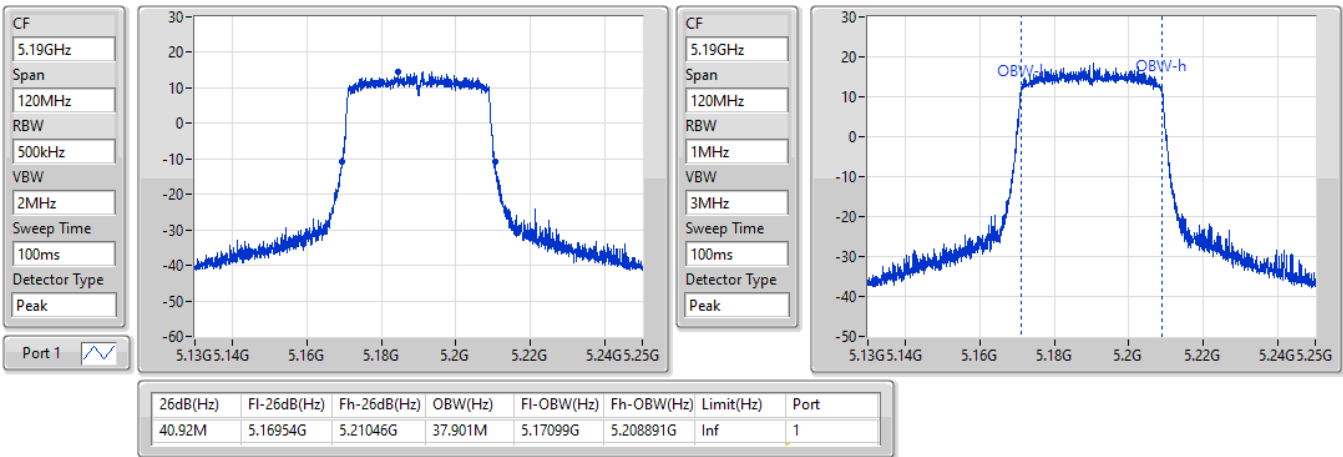 CF
5.19GHz
Span
120MHz
RBW
500kHz
VBW
2MHz
Sweep Time
100ms
Detector Type
Peak
Port 1
30
20
10
0
-10
-20
-30
-40
-50
-60
5.13G 5.14G 5.16G 5.18G 5.2G 5.22G 5.24G 5.25G
CF
5.19GHz
Span
120MHz
RBW
1MHz
VBW
3MHz
Sweep Time
100ms
Detector Type
Peak
30
20
10
0
-10
-20
-30
-40
-50
OBW-l OBW-h
5.13G 5.14G 5.16G 5.18G 5.2G 5.22G 5.24G 5.25G
26dB(Hz) Fl-26dB(Hz) Fh-26dB(Hz) OBW(Hz) Fl-OBW(Hz) Fh-OBW(Hz) Limit(Hz) Port
40.92M 5.16954G 5.21046G 37.901M 5.17099G 5.208891G Inf 1